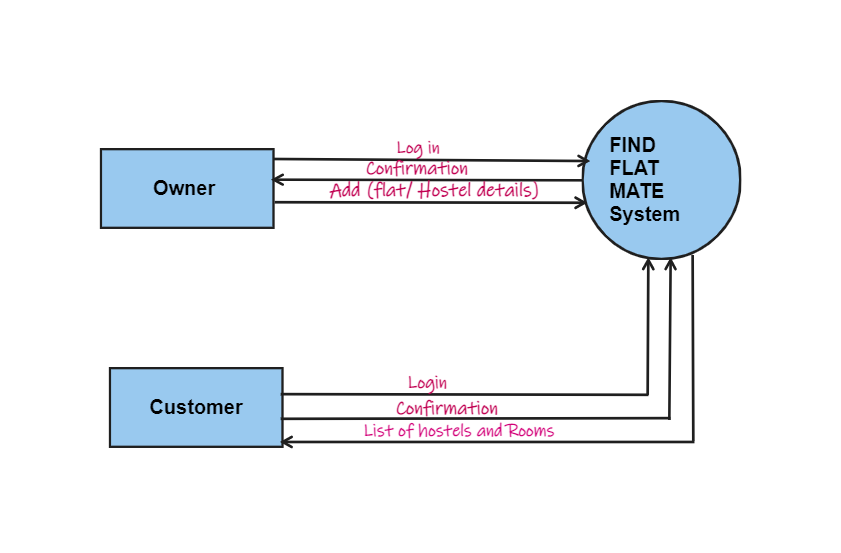 Log in
Confirmation
Add (flat/ Hostel details)
Owner
FIND
FLAT
MATE
System
Login
Confirmation
List of hostels and Rooms
Customer